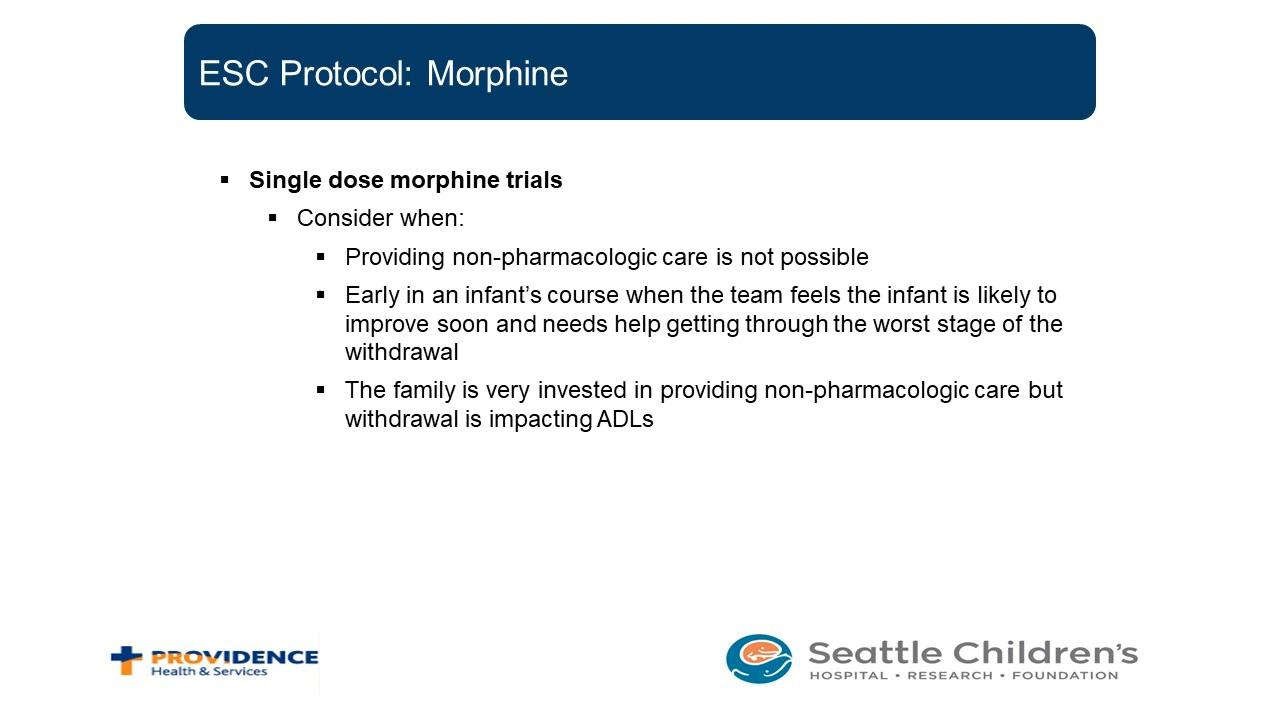 ESC Protocol: Morphine
▪ Single dose morphine trials
▪ Consider when:
▪ Providing non-pharmacologic care is not possible
▪ Early in an infant’s course when the team feels the infant is likely to
improve soon and needs help getting through the worst stage of the
withdrawal
▪ The family is very invested in providing non-pharmacologic care but
withdrawal is impacting ADLs
PROVIDENCE
Health & Services
Seattle Children’s
HOSPITAL • RESEARCH • FOUNDATION